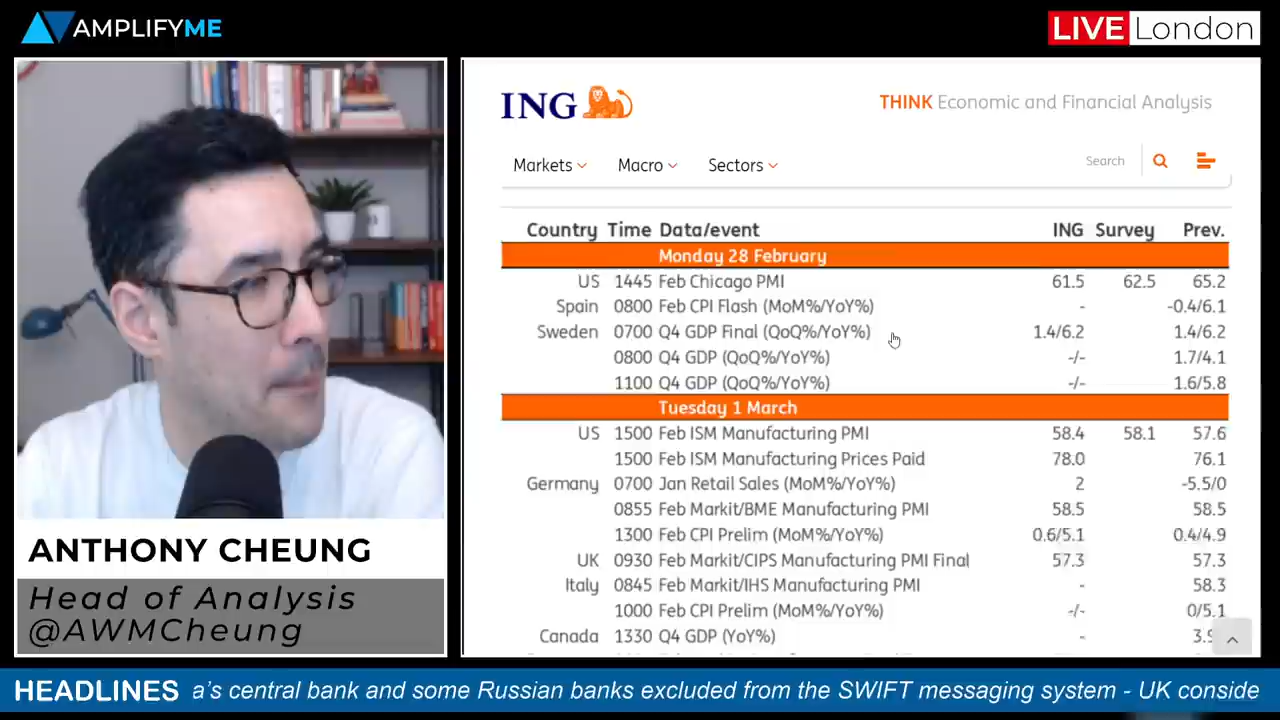 AMPLIFYME
LIVE London
ING
THINK Economic and Financial Analysis
Markets Macro Sectors Search
Country Time Data/event ING Survey Prev.
Monday 28 February
US 1445 Feb Chicago PMI 61.5 62.5 65.2
Spain 0800 Feb CPI Flash (MoM%/YoY%) - -0.4/6.1
Sweden 0700 Q4 GDP Final (QoQ%/YoY%) 1.4/6.2 1.4/6.2
0800 Q4 GDP (QoQ%/YoY%) -/- 1.7/4.1
1100 Q4 GDP (QoQ%/YoY%) -/- 1.6/5.8
Tuesday 1 March
US 1500 Feb ISM Manufacturing PMI 58.4 58.1 57.6
1500 Feb ISM Manufacturing Prices Paid 78.0 76.1
Germany 0700 Jan Retail Sales (MoM%/YoY%) 2 -5.5/0
0855 Feb Markit/BME Manufacturing PMI 58.5 58.5
1300 Feb CPI Prelim (MoM%/YoY%) 0.6/5.1 0.4/4.9
UK 0930 Feb Markit/CIPS Manufacturing PMI Final 57.3 57.3
Italy 0845 Feb Markit/IHS Manufacturing PMI - 58.3
1000 Feb CPI Prelim (MoM%/YoY%) -/- 0/5.1
Canada 1330 Q4 GDP (YoY%) -
ANTHONY CHEUNG
Head of Analysis
@AWMCheung
HEADLINES a's central bank and some Russian banks excluded from the SWIFT messaging system - UK conside